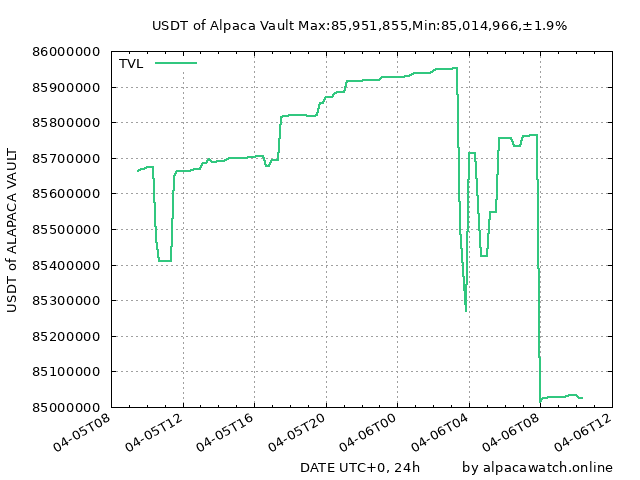 USDT of Alpaca Vault Max:85,951,855,Min:85,014,966,±1.9%
TVL
USDT of ALAPACA VAULT
86000000
85900000
85800000
85700000
85600000
85500000
85400000
85300000
85200000
85100000
85000000
04-05T08
04-05T12
04-05T16
04-05T20
04-06T00
04-06T04
04-06T08
04-06T12
DATE UTC+0, 24h
by alpacawatch.online